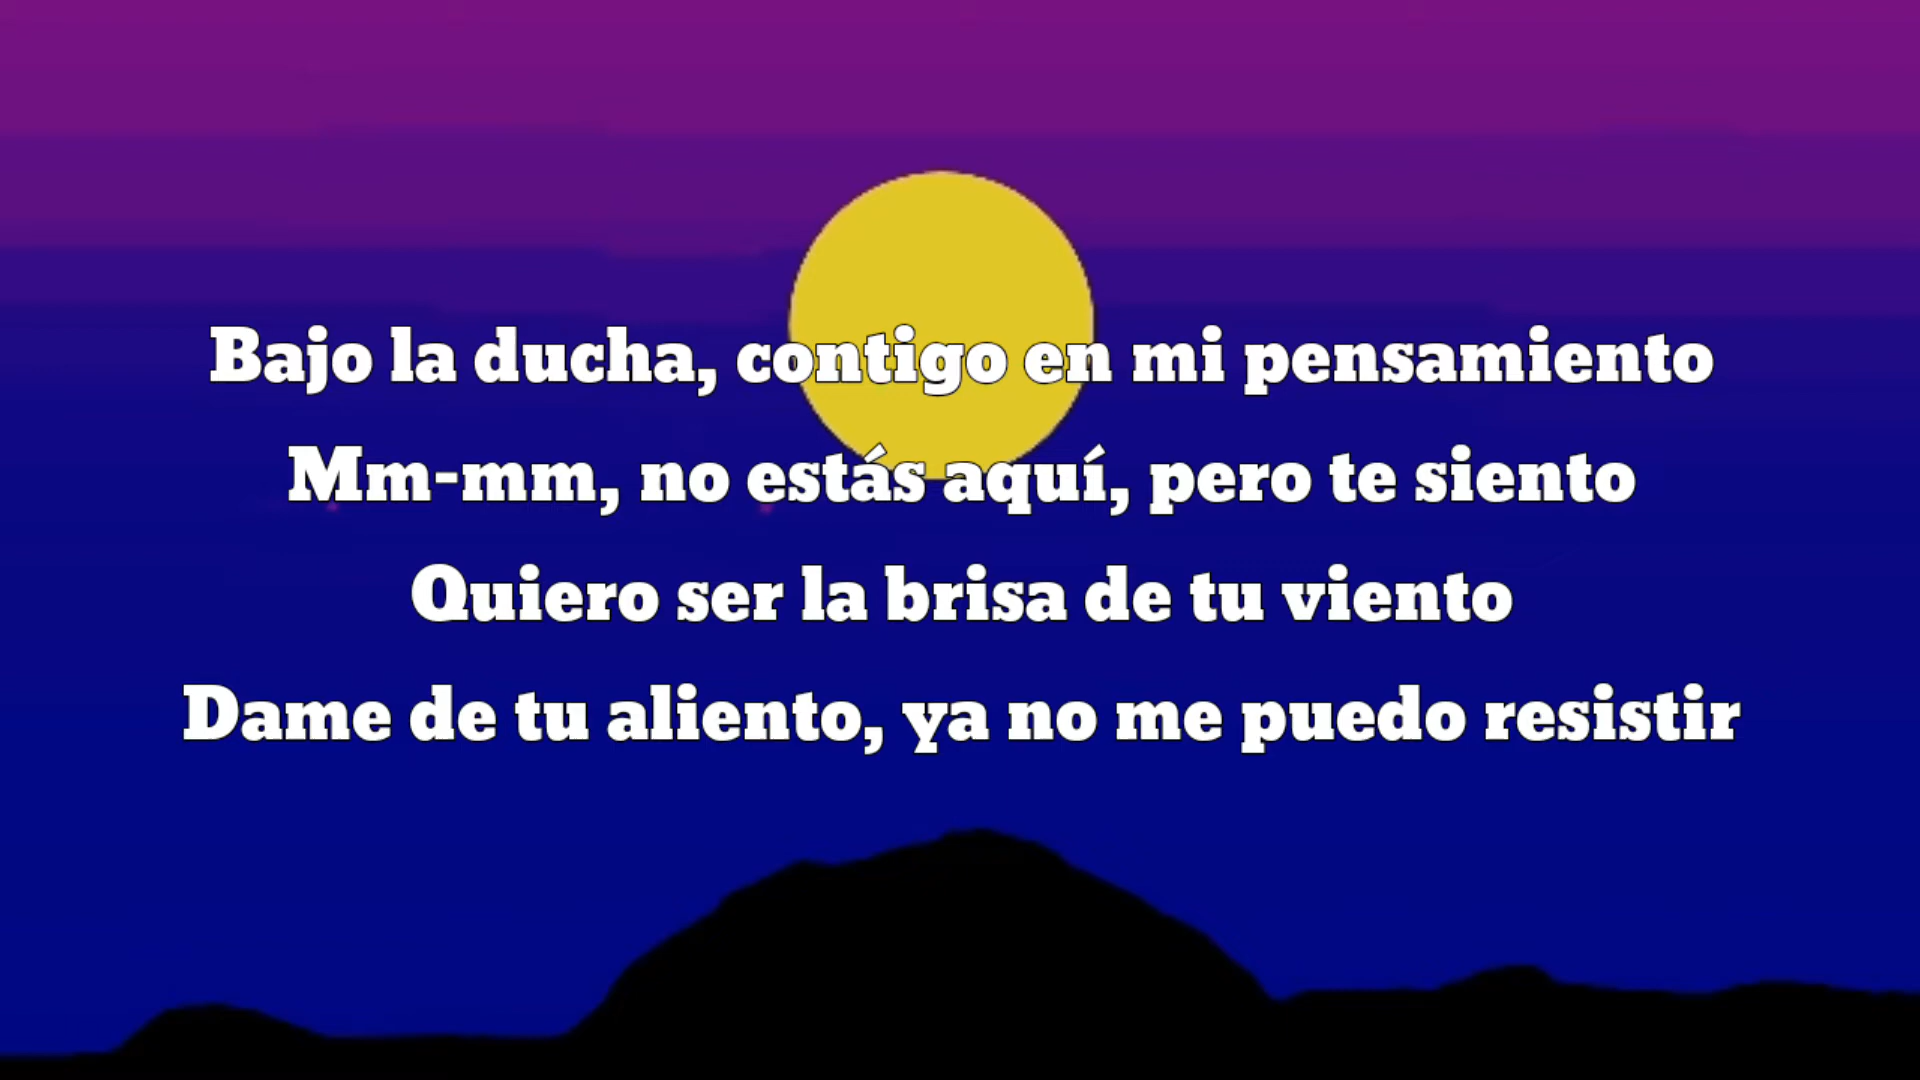 Bajo la ducha, contigo en mi pensamiento
Mm-mm, no estás aquí, pero te siento
Quiero ser la brisa de tu viento
Dame de tu aliento, ya no me puedo resistir